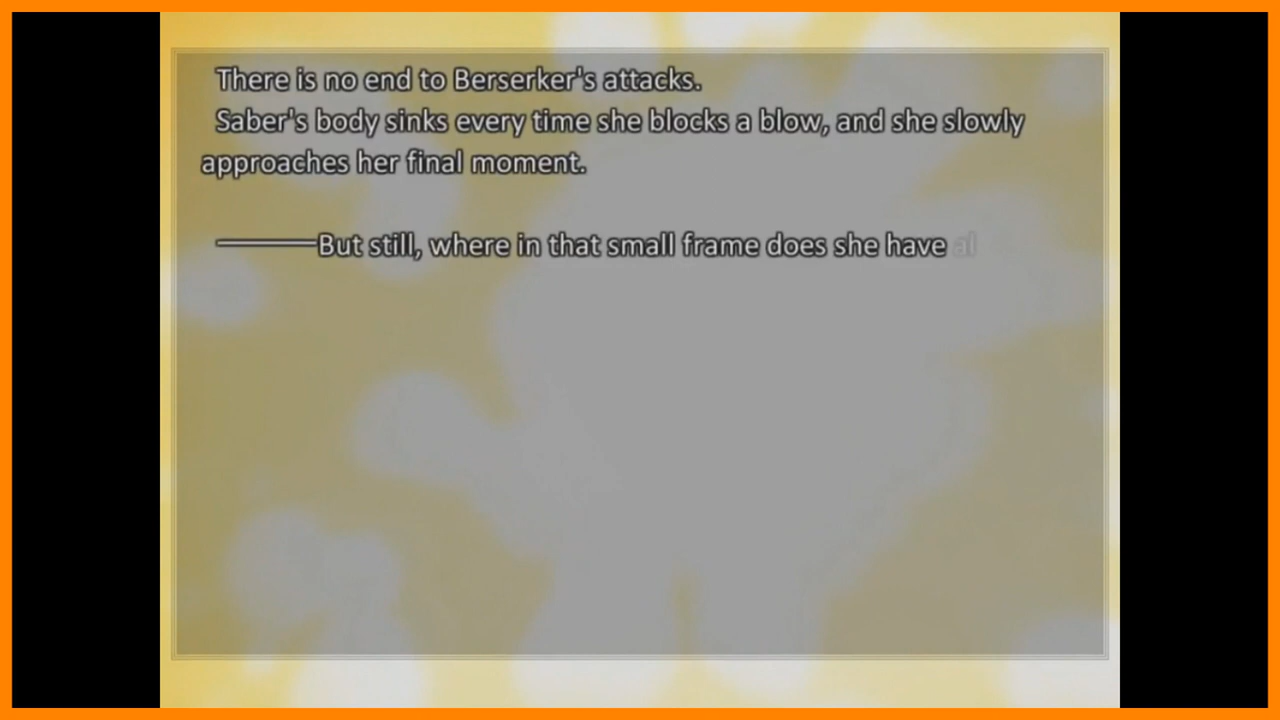 There is no end to Berserker's attacks.
Saber's body sinks every time she blocks a blow, and she slowly
approaches her final moment.
————But still, where in that small frame does she have